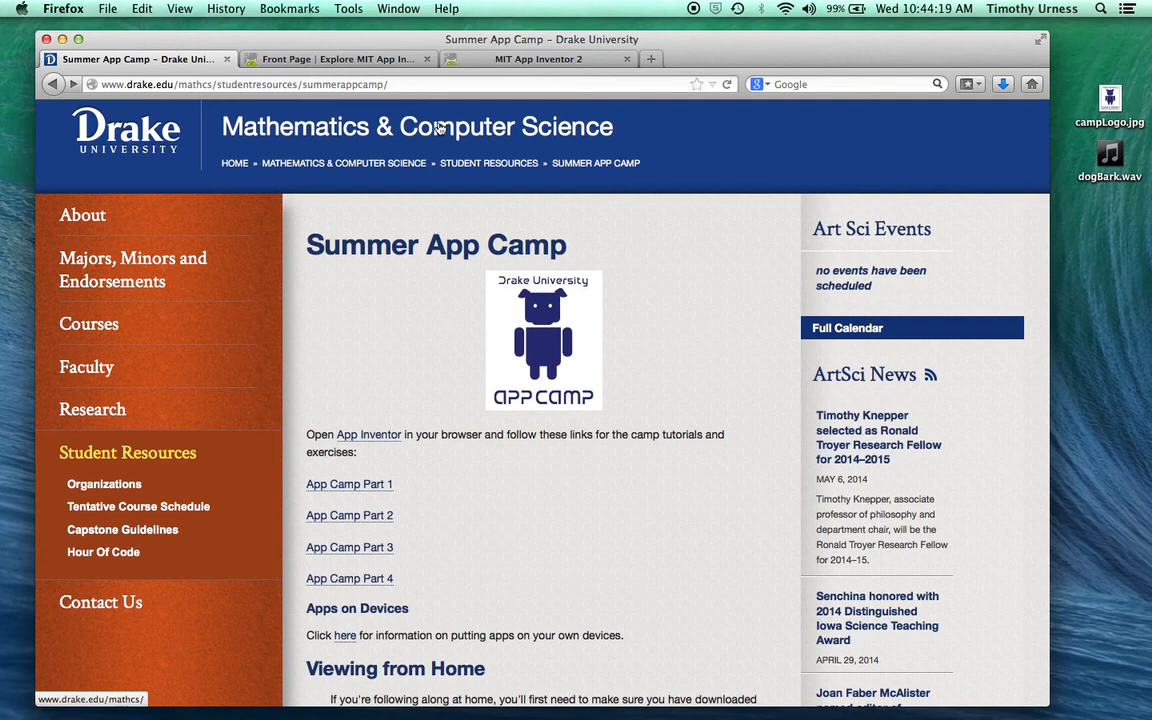 Firefox File Edit View History Bookmarks Tools Window Help 99% Wed 10:44:19 AM Timothy Urness
Summer App Camp – Drake University
Summer App Camp – Drake Uni... Front Page | Explore MIT App In... MIT App Inventor 2
www.drake.edu/mathcs/studentresources/summerappcamp/ Google
Drake
UNIVERSITY
Mathematics & Computer Science
HOME » MATHEMATICS & COMPUTER SCIENCE » STUDENT RESOURCES » SUMMER APP CAMP
campLogo.jpg
dogBark.wav
About
Majors, Minors and
Endorsements
Courses
Faculty
Research
Student Resources
Organizations
Tentative Course Schedule
Capstone Guidelines
Hour Of Code
Contact Us
www.drake.edu/mathcs/
Summer App Camp
Drake University
APP CAMP
Open App Inventor in your browser and follow these links for the camp tutorials and
exercises:
App Camp Part 1
App Camp Part 2
App Camp Part 3
App Camp Part 4
Apps on Devices
Click here for information on putting apps on your own devices.
Viewing from Home
If you're following along at home, you'll first need to make sure you have downloaded
Art Sci Events
no events have been
scheduled
Full Calendar
ArtSci News
Timothy Knepper
selected as Ronald
Troyer Research Fellow
for 2014–2015
MAY 6, 2014
Timothy Knepper, associate
professor of philosophy and
department chair, will be the
Ronald Troyer Research Fellow
for 2014–15.
Senchina honored with
2014 Distinguished
Iowa Science Teaching
Award
APRIL 29, 2014
Joan Faber McAlister
named editor of